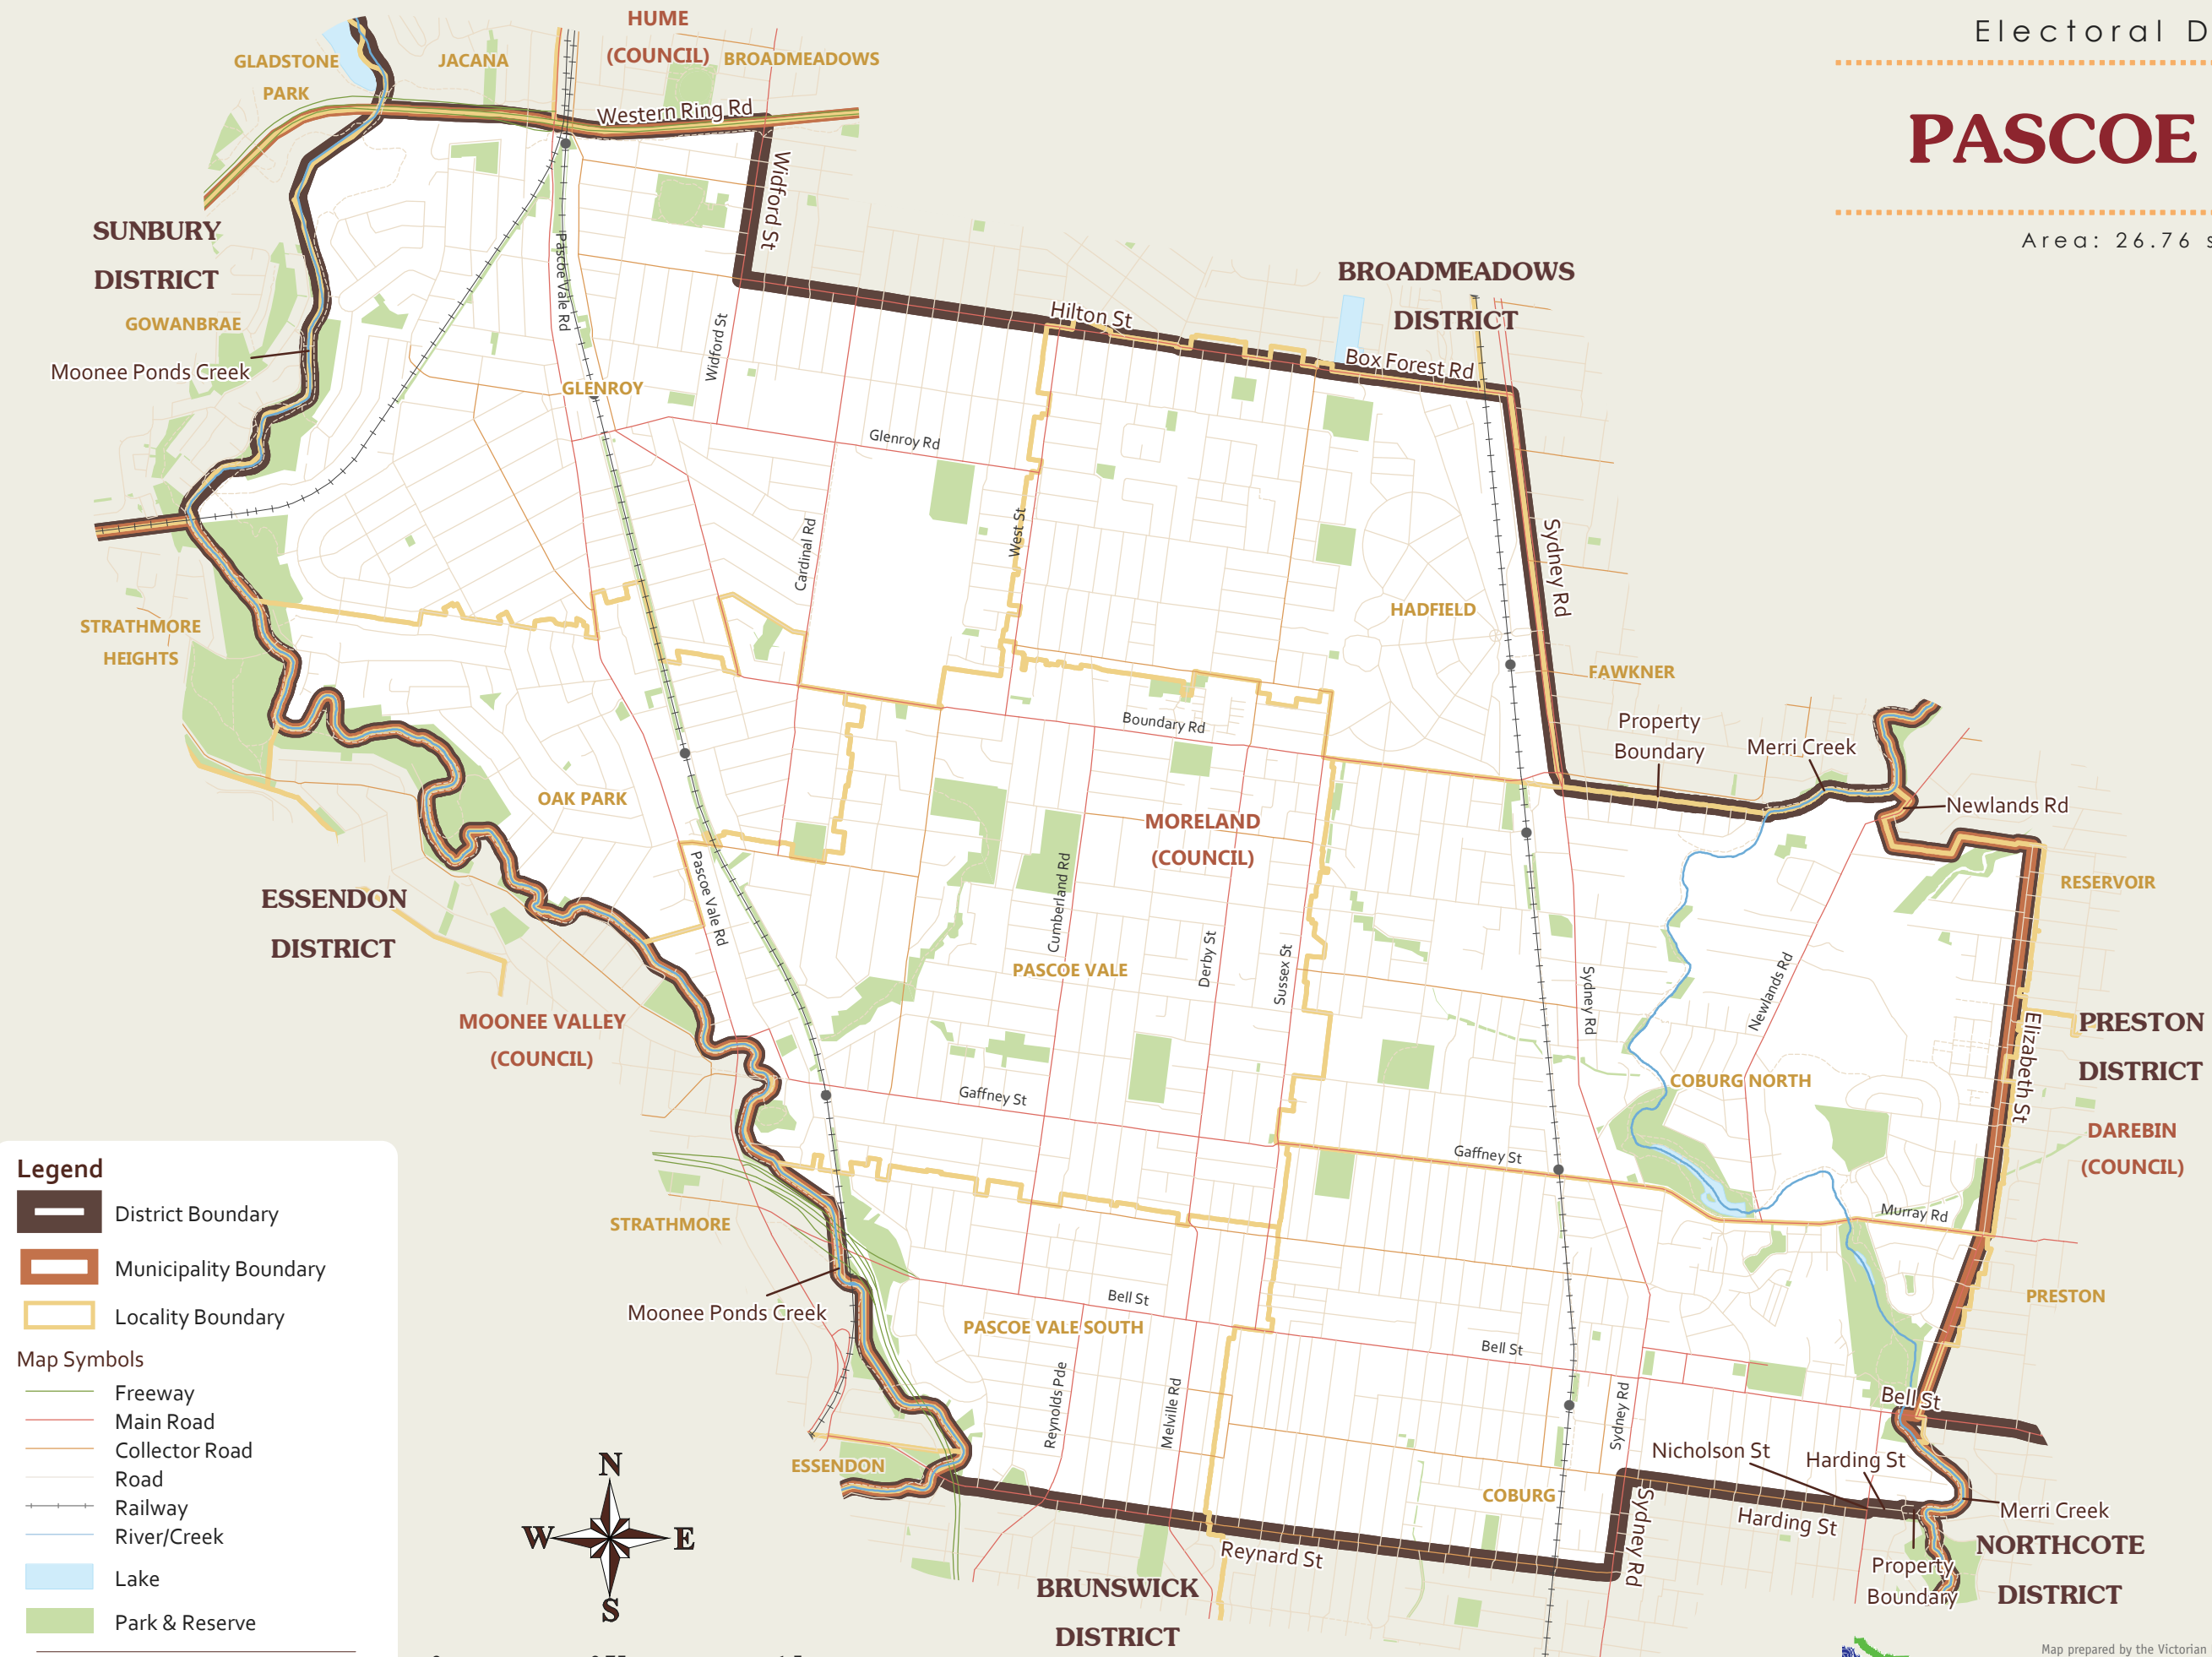 Electoral D
PASCOE
Area: 26.76 s
HUME
(COUNCIL)
GLADSTONE
PARK
JACANA
BROADMEADOWS
Western Ring Rd
Widford St
SUNBURY
DISTRICT
GOWANBRAE
Moonee Ponds Creek
Pascoe Vale Rd
Widford St
GLENROY
Hilton St
BROADMEADOWS
DISTRICT
Box Forest Rd
Glenroy Rd
West St
Cardinal Rd
Sydney Rd
HADFIELD
STRATHMORE
HEIGHTS
FAWKNER
Property
Boundary
Merri Creek
Newlands Rd
Boundary Rd
OAK PARK
MORELAND
(COUNCIL)
RESERVOIR
Pascoe Vale Rd
Cumberland Rd
ESSENDON
DISTRICT
PASCOE VALE
Derby St
Sussex St
Sydney Rd
Newlands Rd
MOONEE VALLEY
(COUNCIL)
Elizabeth St
PRESTON
DISTRICT
COBURG NORTH
Gaffney St
DAREBIN
(COUNCIL)
Gaffney St
Murray Rd
STRATHMORE
Moonee Ponds Creek
Bell St
PASCOE VALE SOUTH
PRESTON
Bell St
Bell St
Reynolds Pde
Melville Rd
Sydney Rd
Nicholson St
Harding St
ESSENDON
COBURG
Sydney Rd
Harding St
Merri Creek
Reynard St
Property
Boundary
NORTHCOTE
DISTRICT
BRUNSWICK
DISTRICT
Legend
District Boundary
Municipality Boundary
Locality Boundary
Map Symbols
Freeway
Main Road
Collector Road
Road
Railway
River/Creek
Lake
Park & Reserve
N
W
E
S
Map prepared by the Victorian